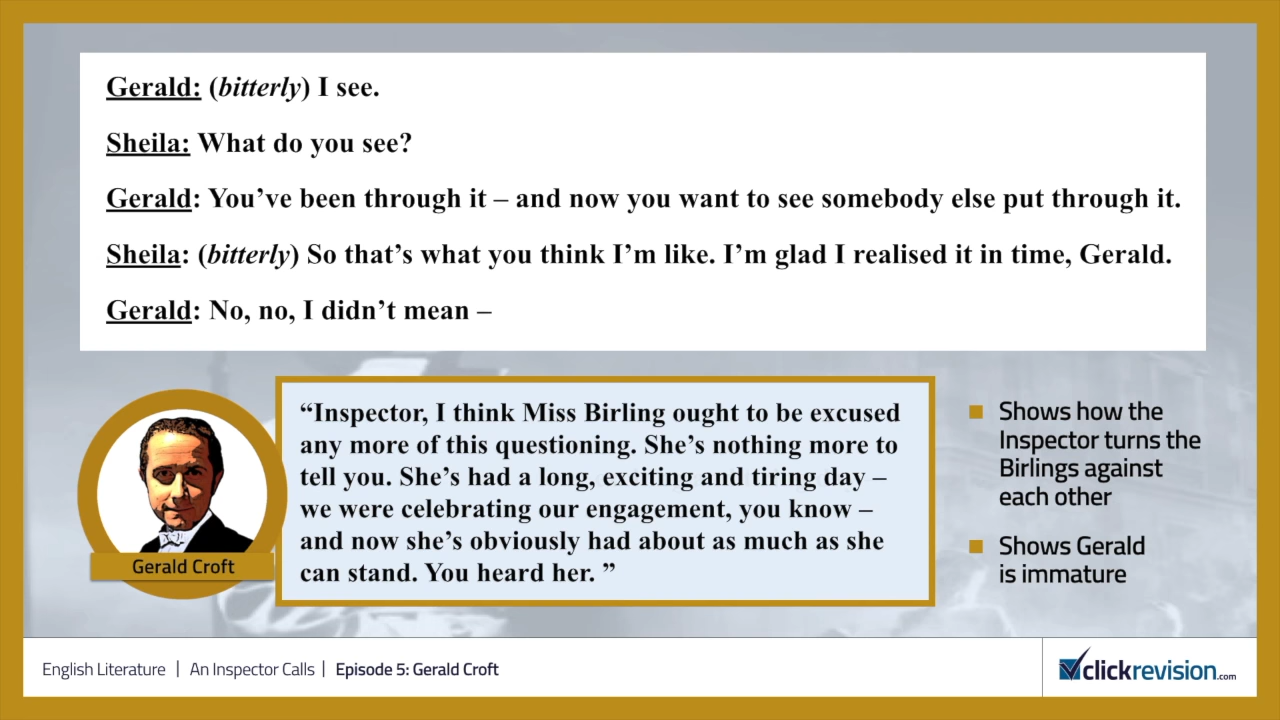 Gerald: (bitterly) I see.
Sheila: What do you see?
Gerald: You’ve been through it – and now you want to see somebody else put through it.
Sheila: (bitterly) So that’s what you think I’m like. I’m glad I realised it in time, Gerald.
Gerald: No, no, I didn’t mean –
Gerald Croft
“Inspector, I think Miss Birling ought to be excused
any more of this questioning. She’s nothing more to
tell you. She’s had a long, exciting and tiring day –
we were celebrating our engagement, you know –
and now she’s obviously had about as much as she
can stand. You heard her. ”
Shows how the
Inspector turns the
Birlings against
each other
Shows Gerald
is immature
English Literature | An Inspector Calls | Episode 5: Gerald Croft
clickrevision.com